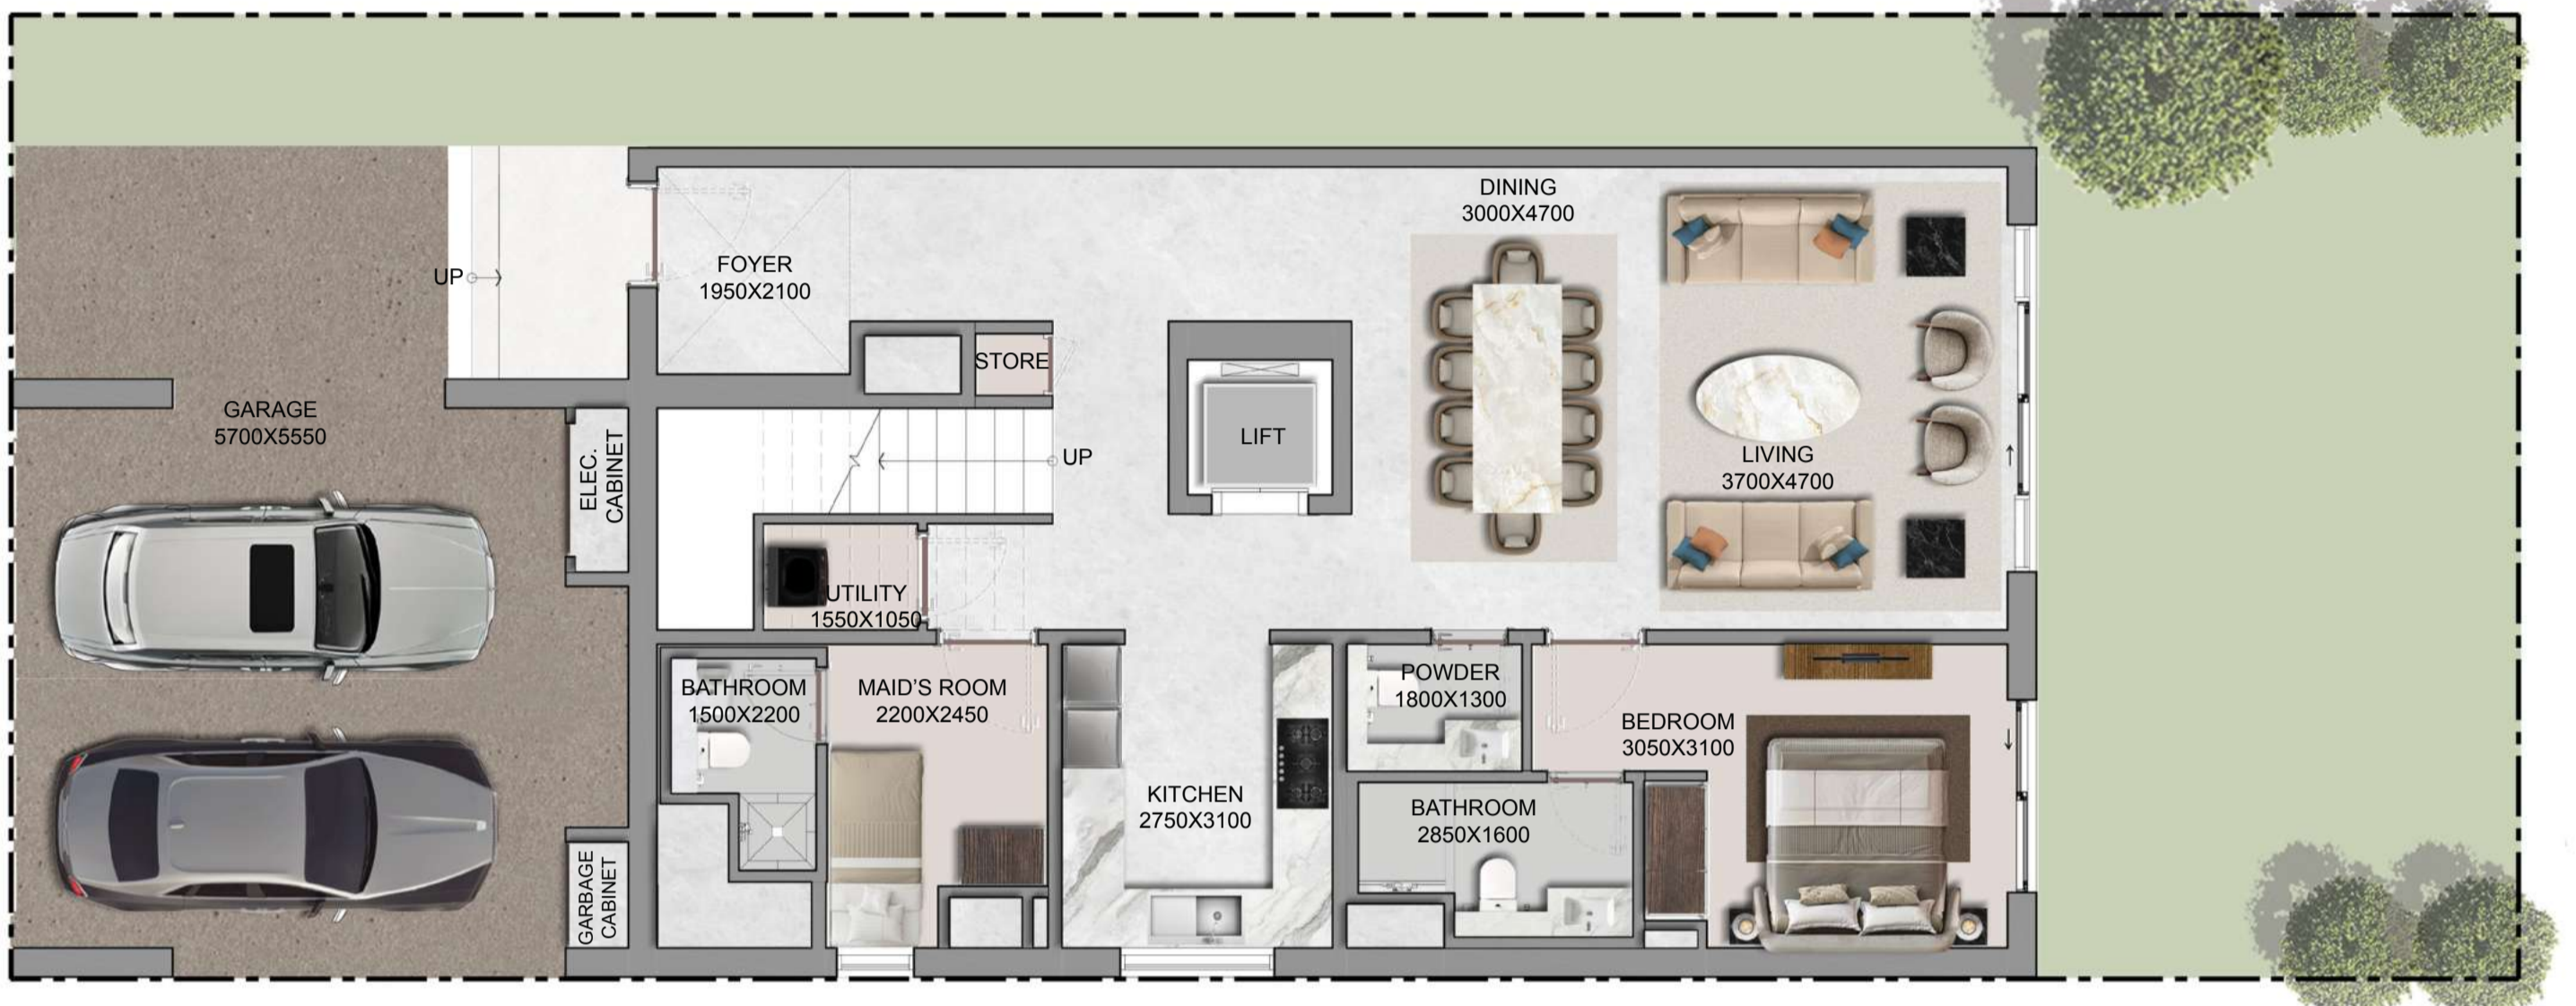 DINING
3000X4700
FOYER
1950X2100
UP
STORE
GARAGE
5700X5550
ELEC.
CABINET
UP
LIFT
LIVING
3700X4700
UTILITY
1550X1050
BATHROOM
1500X2200
MAID'S ROOM
2200X2450
POWDER
1800X1300
BEDROOM
3050X3100
KITCHEN
2750X3100
BATHROOM
2850X1600
GARBAGE
CABINET